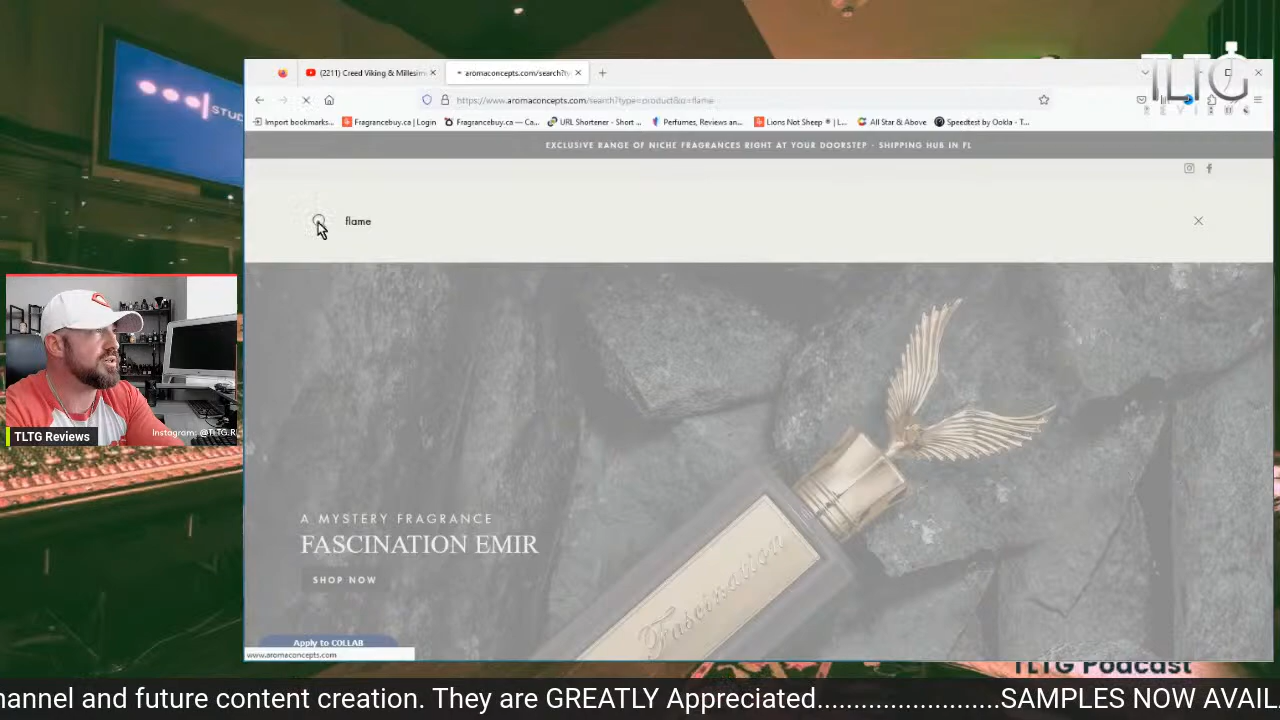 STUD
TLTG
REVIEWS
(2211) Creed Viking & Millesim
aromaconcepts.com/search?ty
https://www.aromaconcepts.com/search?type=product&q=flame
Import bookmarks...
Fragrancebuy.ca | Login
Fragrancebuy.ca — Ca...
URL Shortener - Short ...
Perfumes, Reviews an...
Lions Not Sheep ® | L...
All Star & Above
Speedtest by Ookla - T...
EXCLUSIVE RANGE OF NICHE FRAGRANCES RIGHT AT YOUR DOORSTEP - SHIPPING HUB IN FL
flame
A MYSTERY FRAGRANCE
FASCINATION EMIR
SHOP NOW
Fascination
Apply to COLLAB
www.aromaconcepts.com
TLTG Reviews
Instagram: @TLTG.R
TLTG Podcast
hannel and future content creation. They are GREATLY Appreciated........................SAMPLES NOW AVAIL